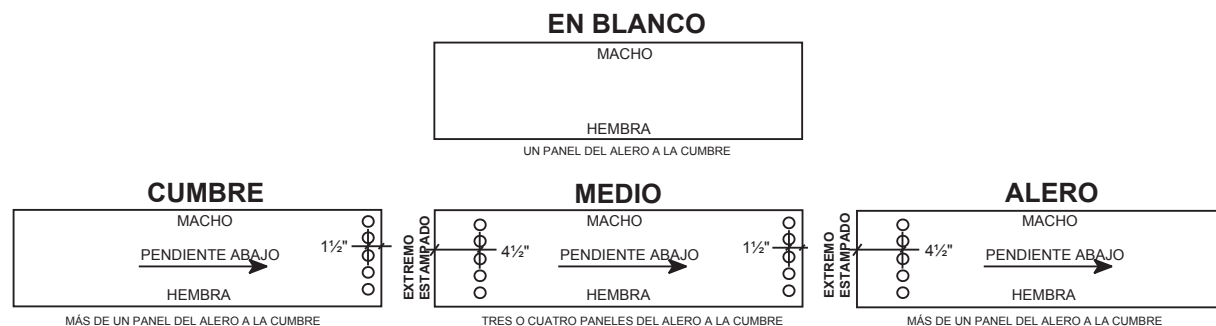 EN BLANCO
MACHO
HEMBRA
UN PANEL DEL ALERO A LA CUMBRE
CUMBRE
MACHO
1½"
PENDIENTE ABAJO
HEMBRA
MÁS DE UN PANEL DEL ALERO A LA CUMBRE
MEDIO
EXTREMO
ESTAMPADO
MACHO
4½"
PENDIENTE ABAJO
1½"
HEMBRA
TRES O CUATRO PANELES DEL ALERO A LA CUMBRE
ALERO
EXTREMO
ESTAMPADO
MACHO
4½"
PENDIENTE ABAJO
HEMBRA
MÁS DE UN PANEL DEL ALERO A LA CUMBRE